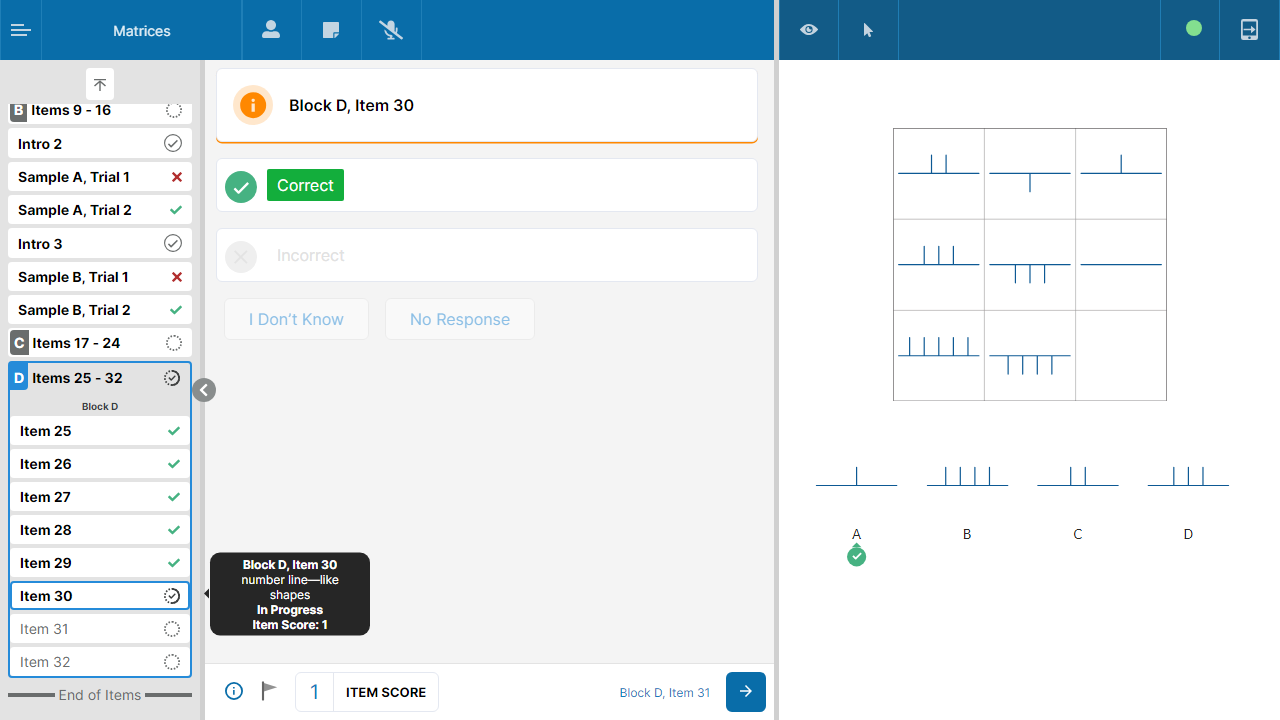 Matrices
B Items 9 - 16
Intro 2
Sample A, Trial 1
Sample A, Trial 2
Intro 3
Sample B, Trial 1
Sample B, Trial 2
C Items 17 - 24
D Items 25 - 32
Block D
Item 25
Item 26
Item 27
Item 28
Item 29
Item 30
Item 31
Item 32
End of Items
Block D, Item 30
Correct
Incorrect
I Don't Know No Response
Block D, Item 30
number line—like
shapes
In Progress
Item Score: 1
1 ITEM SCORE
Block D, Item 31
A B C D